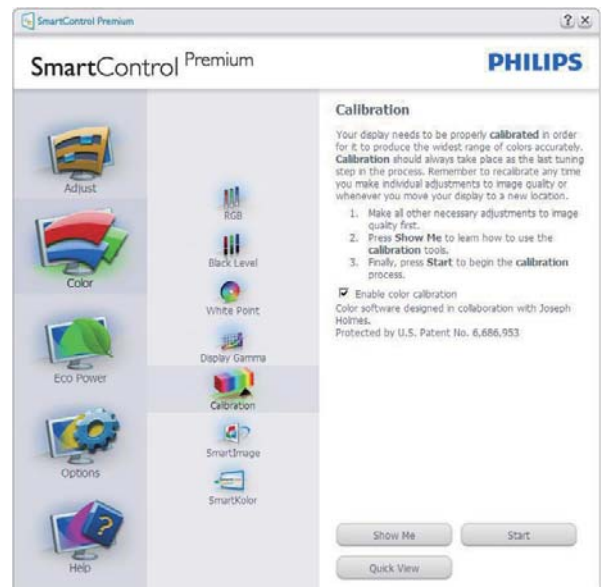 SmartControl Premium
SmartControl Premium
PHILIPS
Adjust
Color
Eco Power
Options
Help
RGB
Black Level
White Point
Display Gamma
Calibration
SmartImage
SmartKolor
Calibration
Your display needs to be properly calibrated in order
for it to produce the widest range of colors accurately.
Calibration should always take place as the last tuning
step in the process. Remember to recalibrate any time
you make individual adjustments to image quality or
whenever you move your display to a new location.
1. Make all other necessary adjustments to image
quality first.
2. Press Show Me to learn how to use the
calibration tools.
3. Finally, press Start to begin the calibration
process.
Enable color calibration
Color software designed in collaboration with Joseph
Holmes.
Protected by U.S. Patent No. 6,686,953
Show Me
Start
Quick View